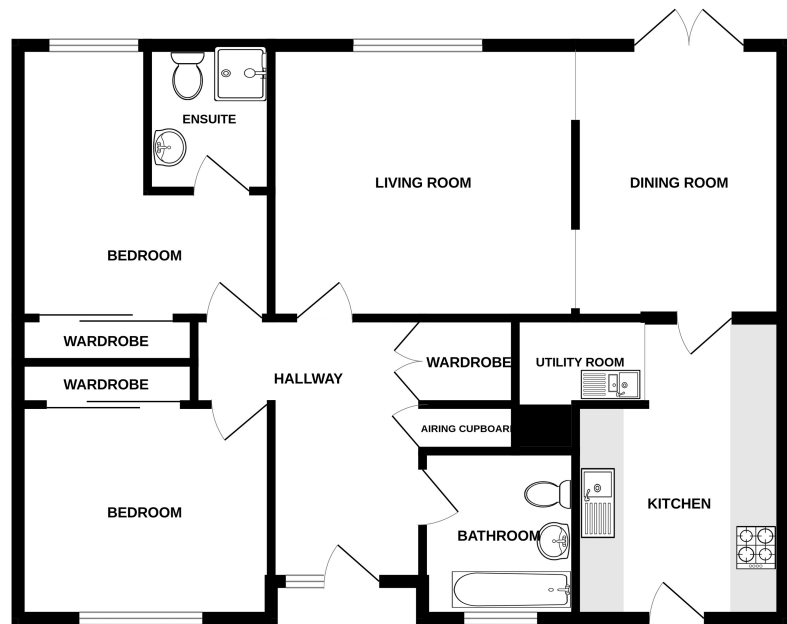 ENSUITE
LIVING ROOM
DINING ROOM
BEDROOM
WARDROBE
WARDROBE
UTILITY ROOM
HALLWAY
WARDROBE
AIRING CUPBOARD
KITCHEN
BEDROOM
BATHROOM